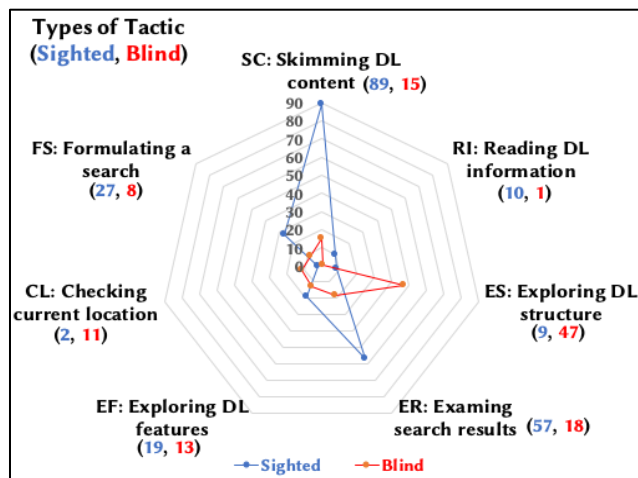 Types of Tactic
(Sighted, Blind)
SC: Skimming DL
content (89, 15)
90
80
70
60
50
40
30
20
10
0
RI: Reading DL
information
(10, 1)
ES: Exploring DL
structure
(9, 47)
ER: Examing
search results (57, 18)
EF: Exploring DL
features
(19, 13)
CL: Checking
current location
(2, 11)
FS: Formulating a
search
(27, 8)
Sighted
Blind